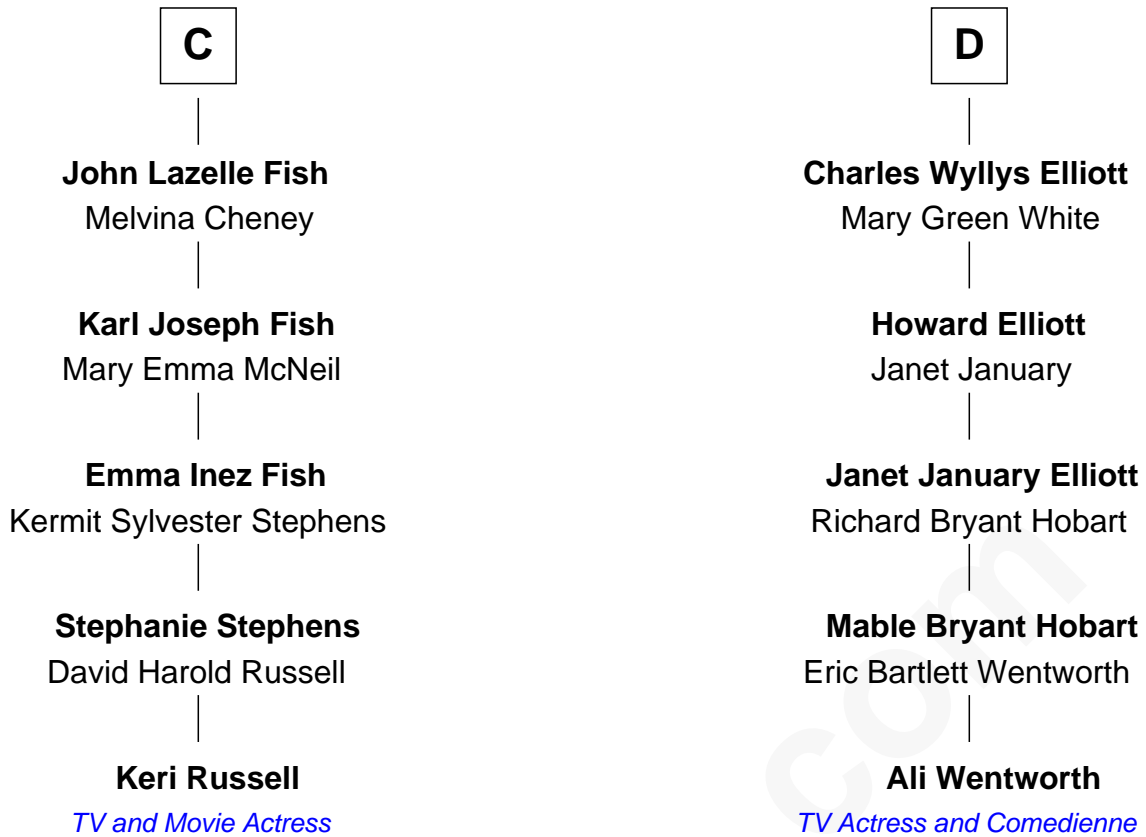 C
John Lazelle Fish
Melvina Cheney
Karl Joseph Fish
Mary Emma McNeil
Emma Inez Fish
Kermit Sylvester Stephens
Stephanie Stephens
David Harold Russell
Keri Russell
TV and Movie Actress
D
Charles Wyllys Elliott
Mary Green White
Howard Elliott
Janet January
Janet January Elliott
Richard Bryant Hobart
Mable Bryant Hobart
Eric Bartlett Wentworth
Ali Wentworth
TV Actress and Comedienne
com